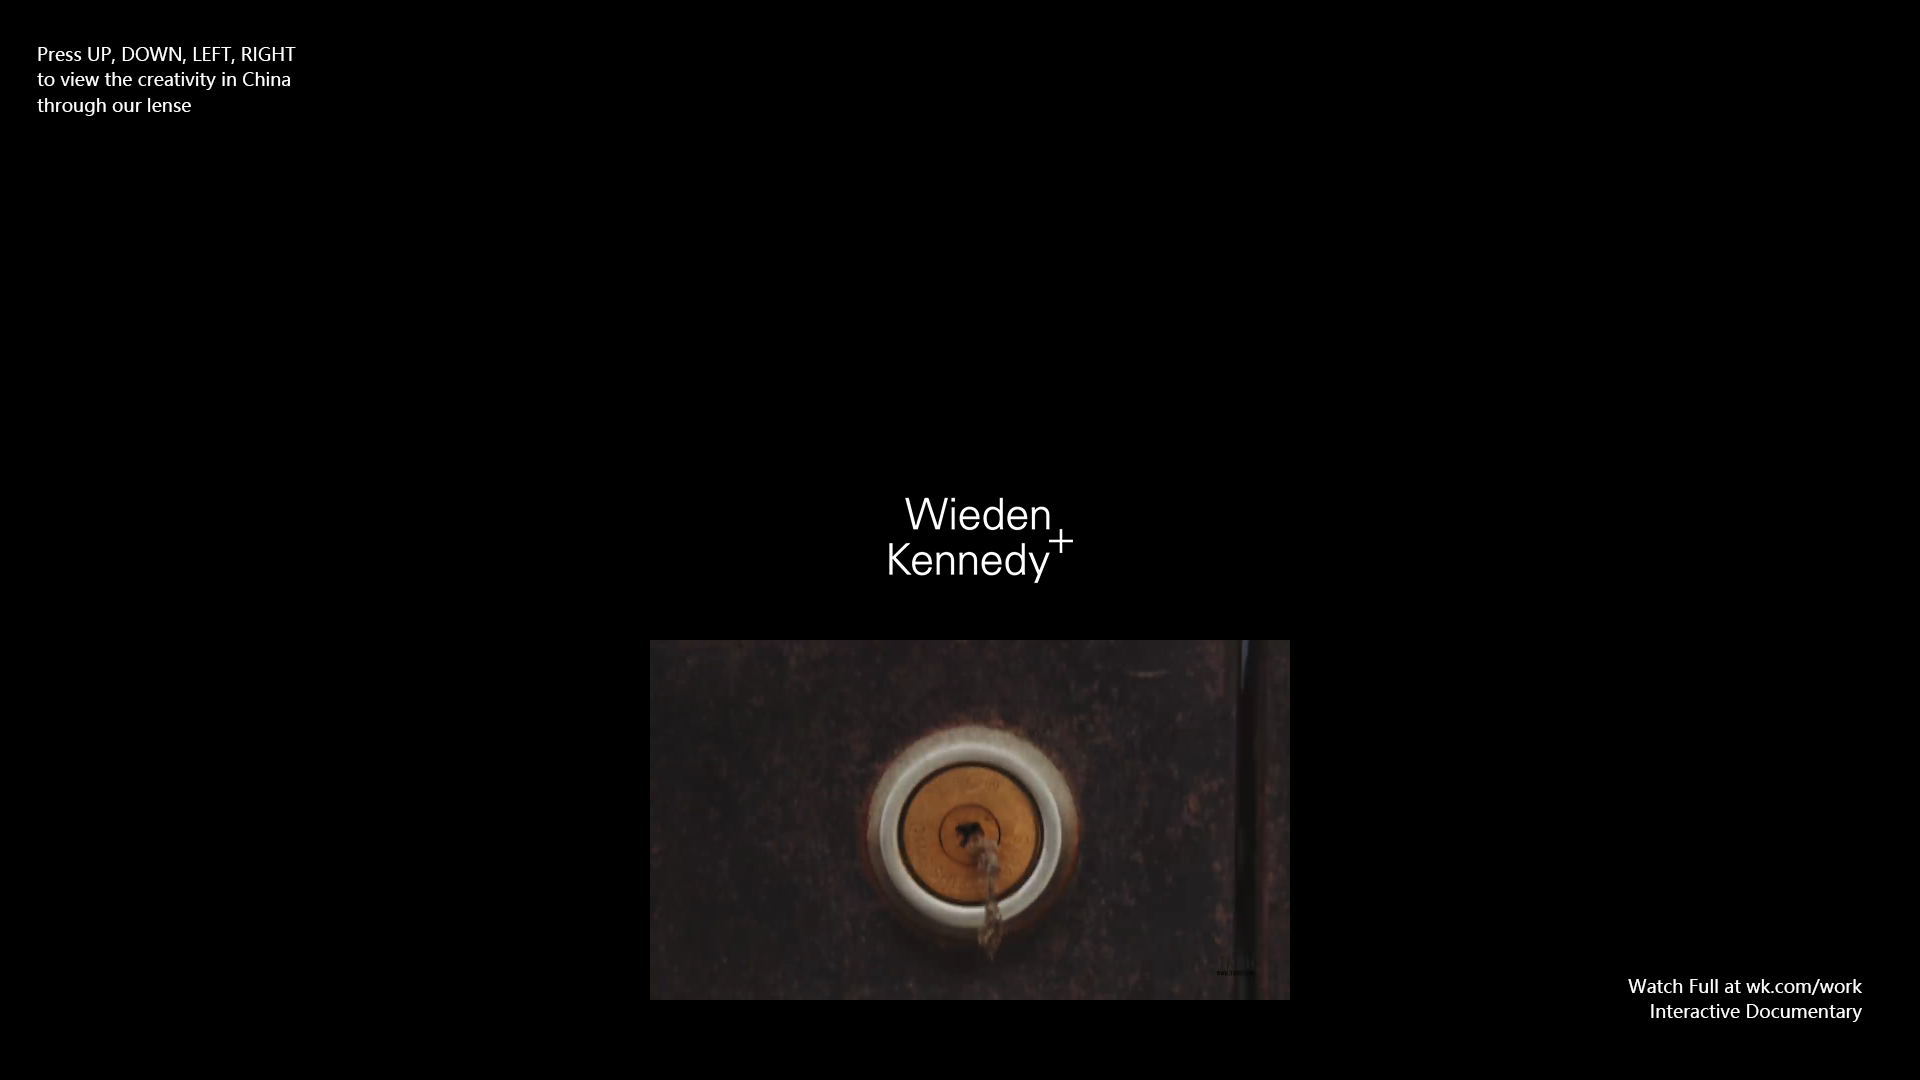 Press UP, DOWN, LEFT, RIGHT
to view the creativity in China
through our lense
Wieden
+
Kennedy
Watch Full at wk.com/work
Interactive Documentary